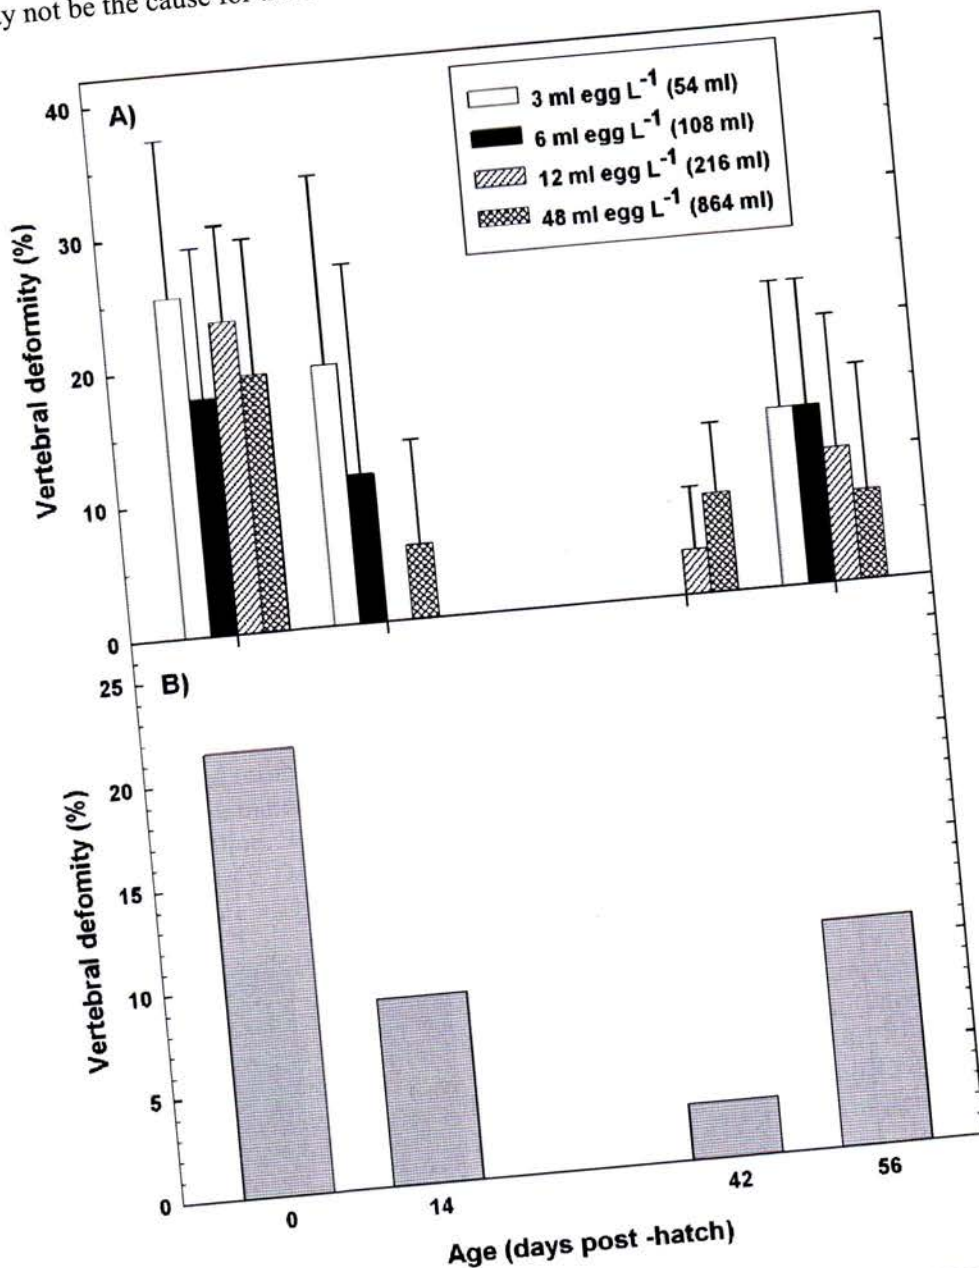 y not be the cause for
A)
3 ml egg L-1 (54 ml)
6 ml egg L-1 (108 ml)
12 ml egg L-1 (216 ml)
48 ml egg L-1 (864 ml)
Vertebral deformity (%)
40
30
20
10
0
B)
Vertebral defomity (%)
25
20
15
10
5
0
0
14
42
56
Age (days post -hatch)